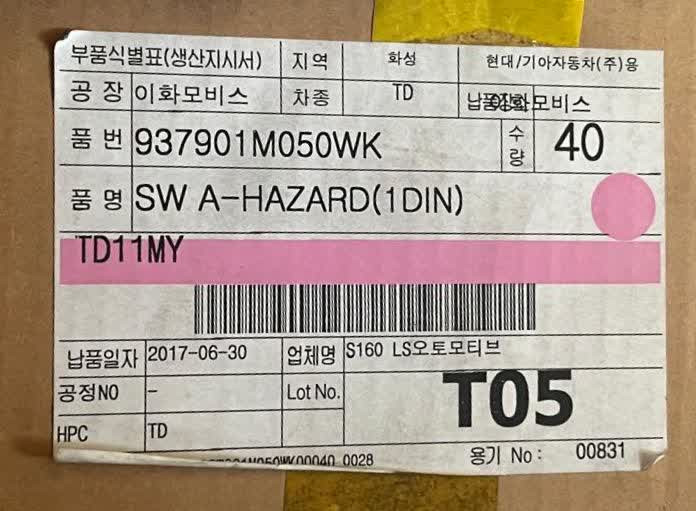 부품식별표(생산지시서) 지역 화성 현대/기아자동차(주)용
공장 이화모비스 차종 TD 납품장소 이화모비스
품번 937901M050WK 수량 40
품명 SW A-HAZARD(1DIN)
TD11MY
납품일자 2017-06-30 업체명 S160 LS오토모티브
공정NO - Lot No. T05
HPC TD
용기 No: 00831